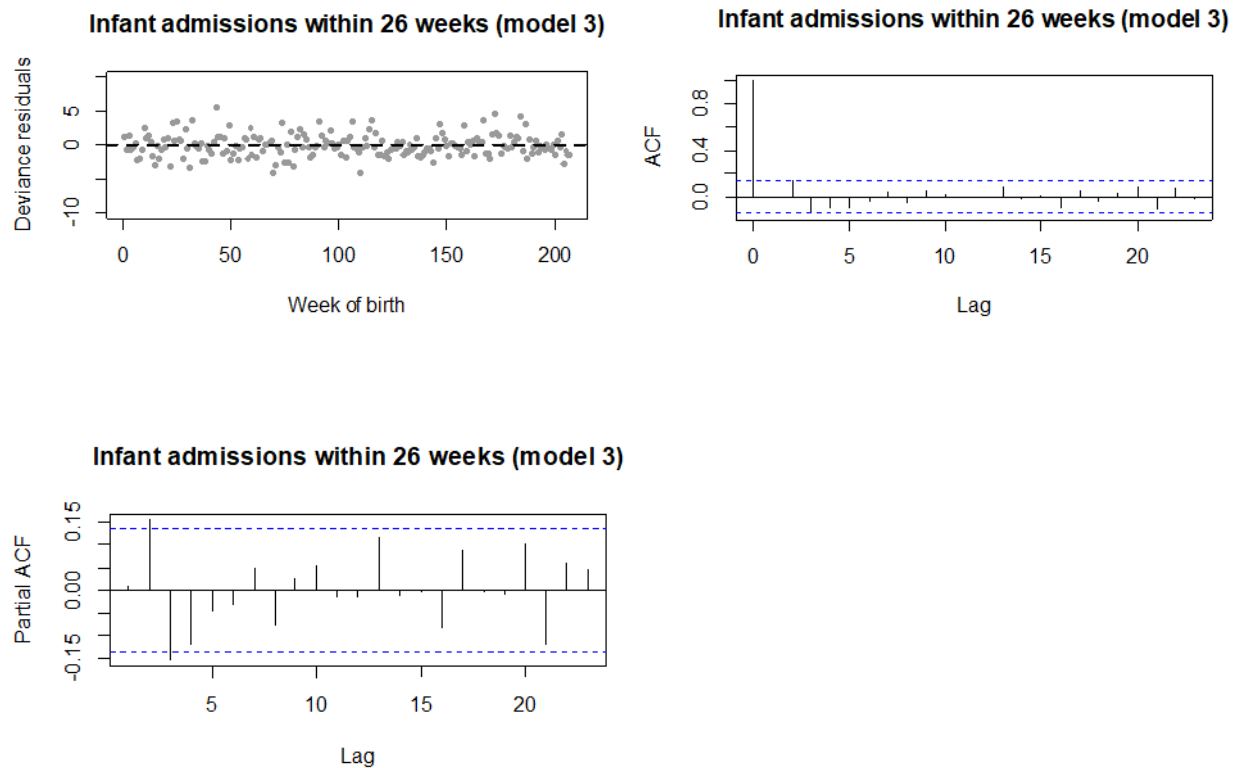 Infant admissions within 26 weeks (model 3)
Deviance residuals
5
0
-10
0 50 100 150 200
Week of birth
Infant admissions within 26 weeks (model 3)
ACF
0.8
0.4
0.0
0 5 10 15 20
Lag
Infant admissions within 26 weeks (model 3)
Partial ACF
0.15
0.00
-0.15
5 10 15 20
Lag